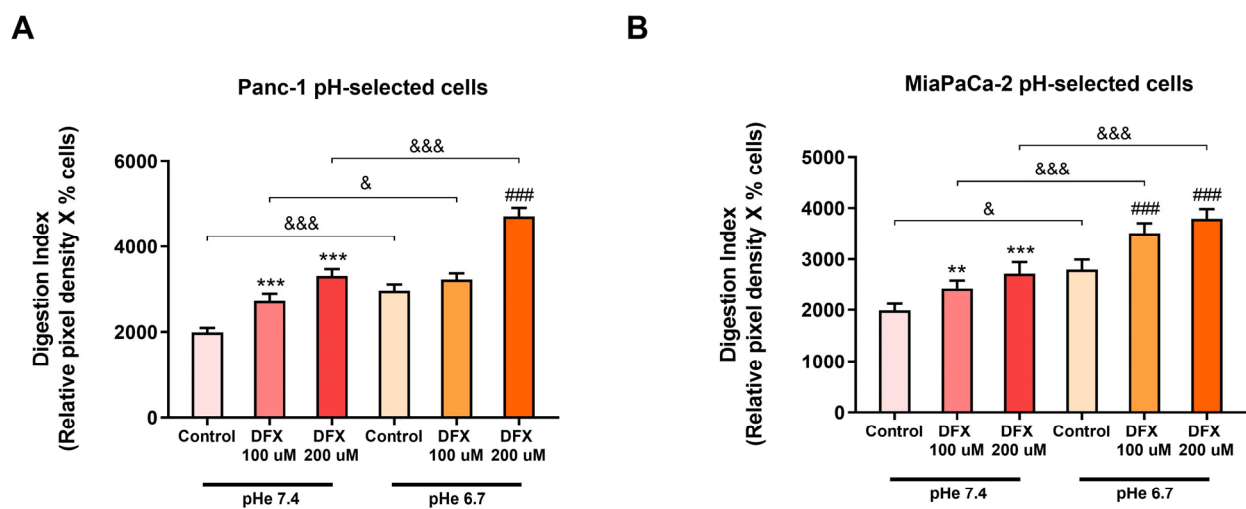 A
Panc-1 pH-selected cells
Digestion Index
(Relative pixel density X % cells)
6000
4000
2000
0
&&&
&
&&&
***
***
###
Control
DFX
100 uM
DFX
200 uM
Control
DFX
100 uM
DFX
200 uM
pHe 7.4
pHe 6.7
B
MiaPaCa-2 pH-selected cells
Digestion Index
(Relative pixel density X % cells)
5000
4000
3000
2000
1000
0
&&&
&&&
&
**
***
###
###
Control
DFX
100 uM
DFX
200 uM
Control
DFX
100 uM
DFX
200 uM
pHe 7.4
pHe 6.7